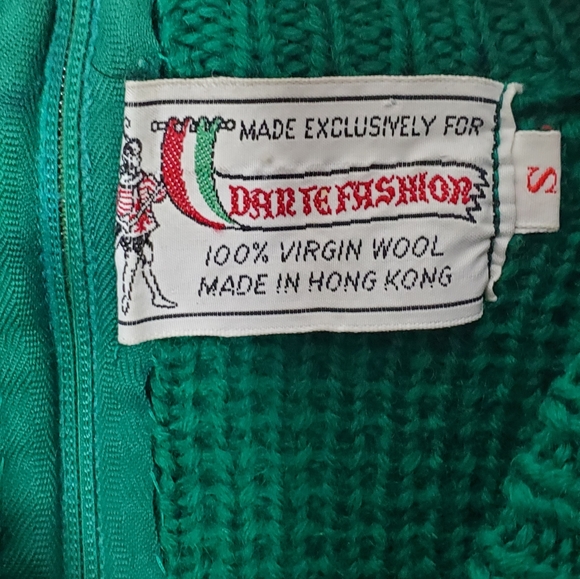 MADE EXCLUSIVELY FOR
DANTE FASHION
100% VIRGIN WOOL
MADE IN HONG KONG
S